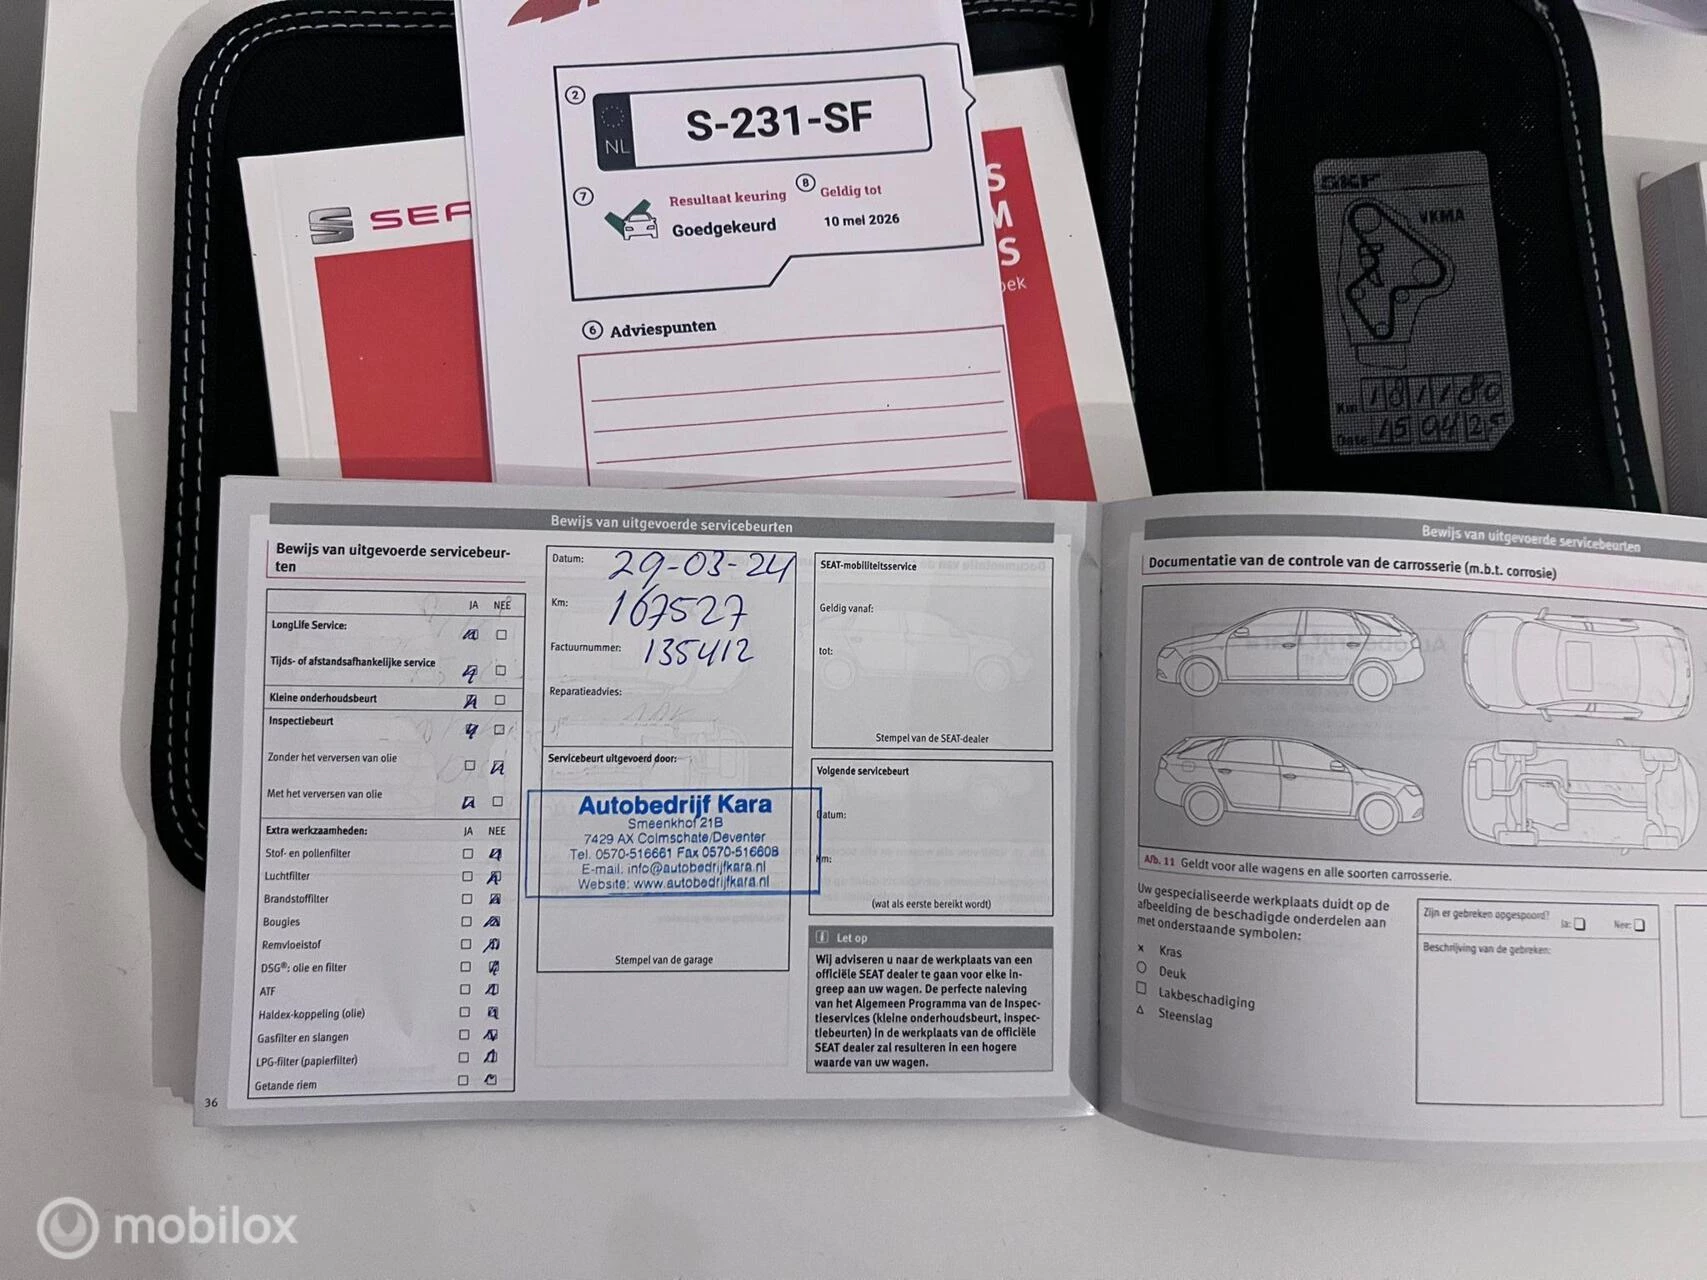 2
NL
S-231-SF
7
Resultaat keuring
Goedgekeurd
8
Geldig tot
10 mei 2026
6 Adviespunten
SEA
S
M
S
oek
SKF
VKMA
Km 181180
Date 15 04 25
Bewijs van uitgevoerde servicebeurten
Bewijs van uitgevoerde servicebeur-
ten
JA NEE
LongLife Service:
Tijds- of afstandsafhankelijke service
Kleine onderhoudsbeurt
Inspectiebeurt
Zonder het verversen van olie
Met het verversen van olie
Extra werkzaamheden: JA NEE
Stof- en pollenfilter
Luchtfilter
Brandstoffilter
Bougies
Remvloeistof
DSG®: olie en filter
ATF
Haldex-koppeling (olie)
Gasfilter en slangen
LPG-filter (papierfilter)
Getande riem
36
Datum: 29-03-24
Km: 167527
Factuurnummer: 135412
Reparatieadvies:
Servicebeurt uitgevoerd door:
Autobedrijf Kara
Smeenkhof 21B
7429 AX Colmschate/Deventer
Tel. 0570-516661 Fax 0570-516608
E-mail: info@autobedrijfkara.nl
Website: www.autobedrijfkara.nl
Stempel van de garage
SEAT-mobiliteitsservice
Geldig vanaf:
tot:
Stempel van de SEAT-dealer
Volgende servicebeurt
Datum:
Km:
(wat als eerste bereikt wordt)
i Let op
Wij adviseren u naar de werkplaats van een
officiële SEAT dealer te gaan voor elke in-
greep aan uw wagen. De perfecte naleving
van het Algemeen Programma van de Inspec-
tieservices (kleine onderhoudsbeurt, inspec-
tiebeurten) in de werkplaats van de officiële
SEAT dealer zal resulteren in een hogere
waarde van uw wagen.
Bewijs van uitgevoerde servicebeurten
Documentatie van de controle van de carrosserie (m.b.t. corrosie)
Afb. 11 Geldt voor alle wagens en alle soorten carrosserie.
Uw gespecialiseerde werkplaats duidt op de
afbeelding de beschadigde onderdelen aan
met onderstaande symbolen:
x Kras
○ Deuk
□ Lakbeschadiging
△ Steenslag
Zijn er gebreken opgespoord? Ja: Nee:
Beschrijving van de gebreken:
mobilox